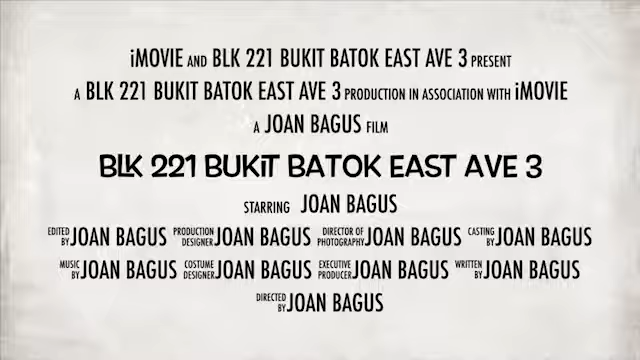 iMOVIE AND BLK 221 BUKIT BATOK EAST AVE 3 PRESENT
A BLK 221 BUKIT BATOK EAST AVE 3 PRODUCTION IN ASSOCIATION WITH iMOVIE
A JOAN BAGUS FILM
BLK 221 BUKiT BATOK EAST AVE 3
STARRING JOAN BAGUS
EDITED BY JOAN BAGUS PRODUCTION DESIGNER JOAN BAGUS DIRECTOR OF PHOTOGRAPHY JOAN BAGUS CASTING BY JOAN BAGUS
MUSIC BY JOAN BAGUS COSTUME DESIGNER JOAN BAGUS EXECUTIVE PRODUCER JOAN BAGUS WRITTEN BY JOAN BAGUS
DIRECTED BY JOAN BAGUS